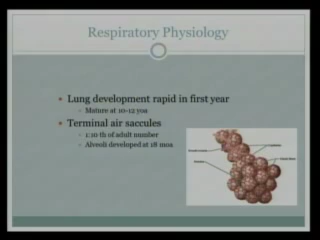 Respiratory Physiology
Lung development rapid in first year
Mature at 10-12 yoa
Terminal air saccules
1:10 th of adult number
Alveoli developed at 18 moa